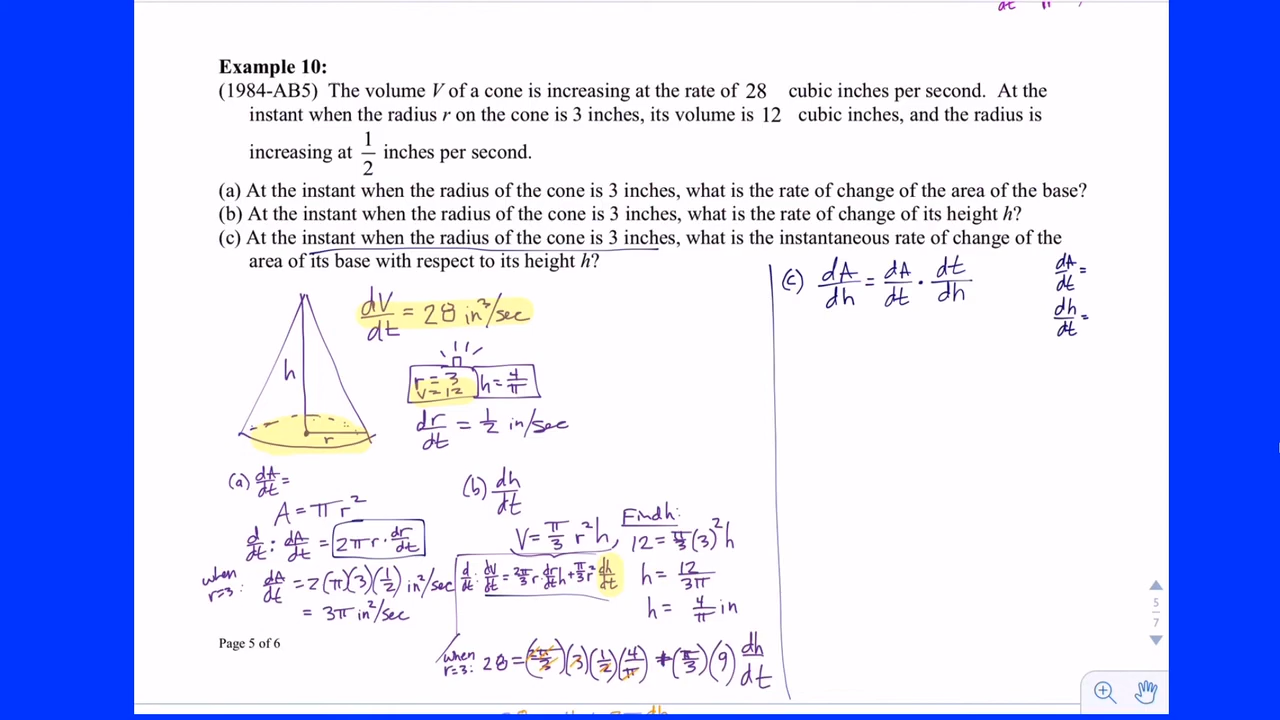 Example 10:
(1984-AB5) The volume V of a cone is increasing at the rate of 28 cubic inches per second. At the
instant when the radius r on the cone is 3 inches, its volume is 12 cubic inches, and the radius is
increasing at 1/2 inches per second.
(a) At the instant when the radius of the cone is 3 inches, what is the rate of change of the area of the base?
(b) At the instant when the radius of the cone is 3 inches, what is the rate of change of its height h?
(c) At the instant when the radius of the cone is 3 inches, what is the instantaneous rate of change of the
area of its base with respect to its height h?
h
r
dV/dt = 28 in³/sec
r = 3
V = 12
h = 4/π
dr/dt = 1/2 in/sec
(a) dA/dt =
A = πr²
d/dt: dA/dt = 2πr · dr/dt
when r=3: dA/dt = 2(π)(3)(1/2) in²/sec
= 3π in²/sec
(b) dh/dt
V = π/3 r²h
d/dt: dV/dt = 2π/3 r · dr/dt h + π/3 r² dh/dt
Find h:
12 = π/3 (3)² h
h = 12/3π
h = 4/π in
when r=3: 28 = (2π/3)(3)(1/2)(4/π) + (π/3)(9) dh/dt
(c) dA/dh = dA/dt · dt/dh
dA/dt =
dh/dt =
Page 5 of 6
5
7